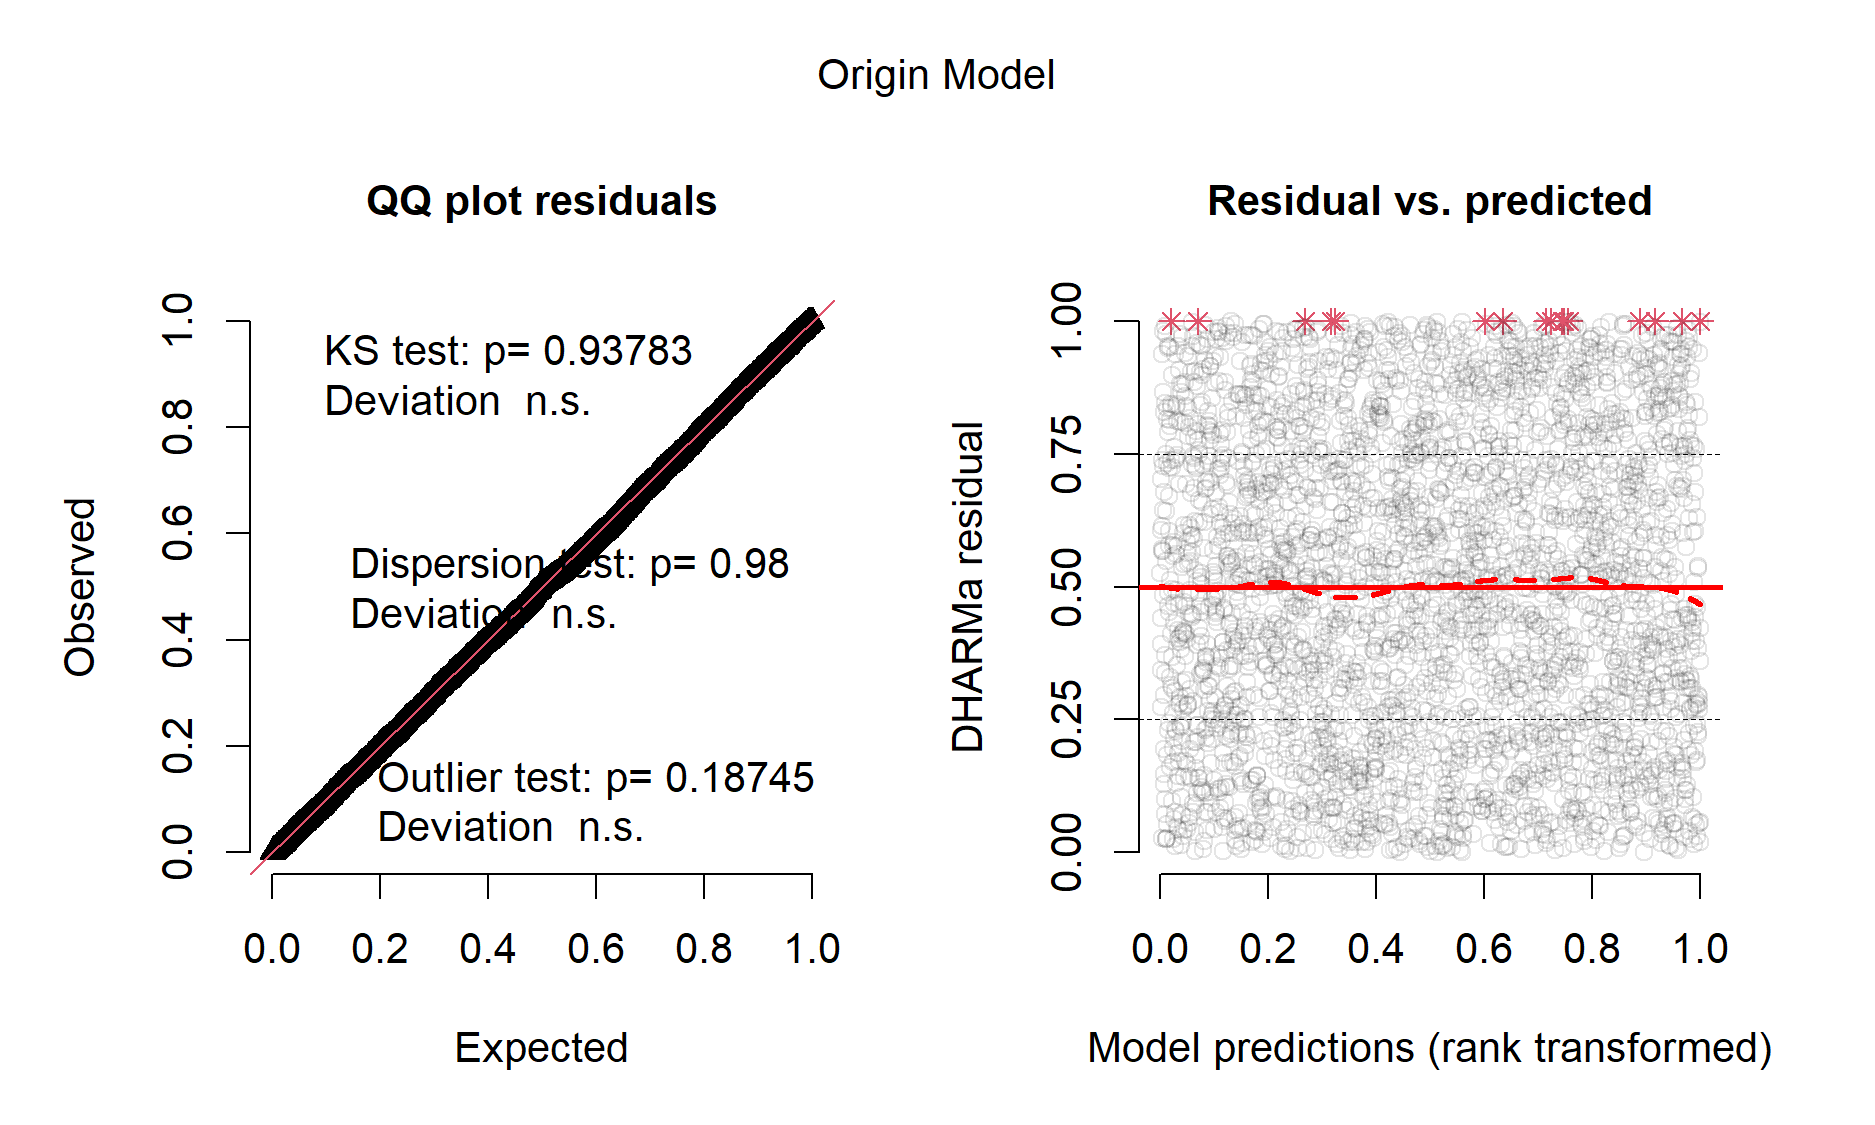 Origin Model
QQ plot residuals
KS test: p= 0.93783
Deviation  n.s.
Dispersion test: p= 0.98
Deviation  n.s.
Outlier test: p= 0.18745
Deviation  n.s.
Observed
0.0 0.2 0.4 0.6 0.8 1.0
0.0 0.2 0.4 0.6 0.8 1.0
Expected
Residual vs. predicted
DHARMa residual
0.00 0.25 0.50 0.75 1.00
0.0 0.2 0.4 0.6 0.8 1.0
Model predictions (rank transformed)